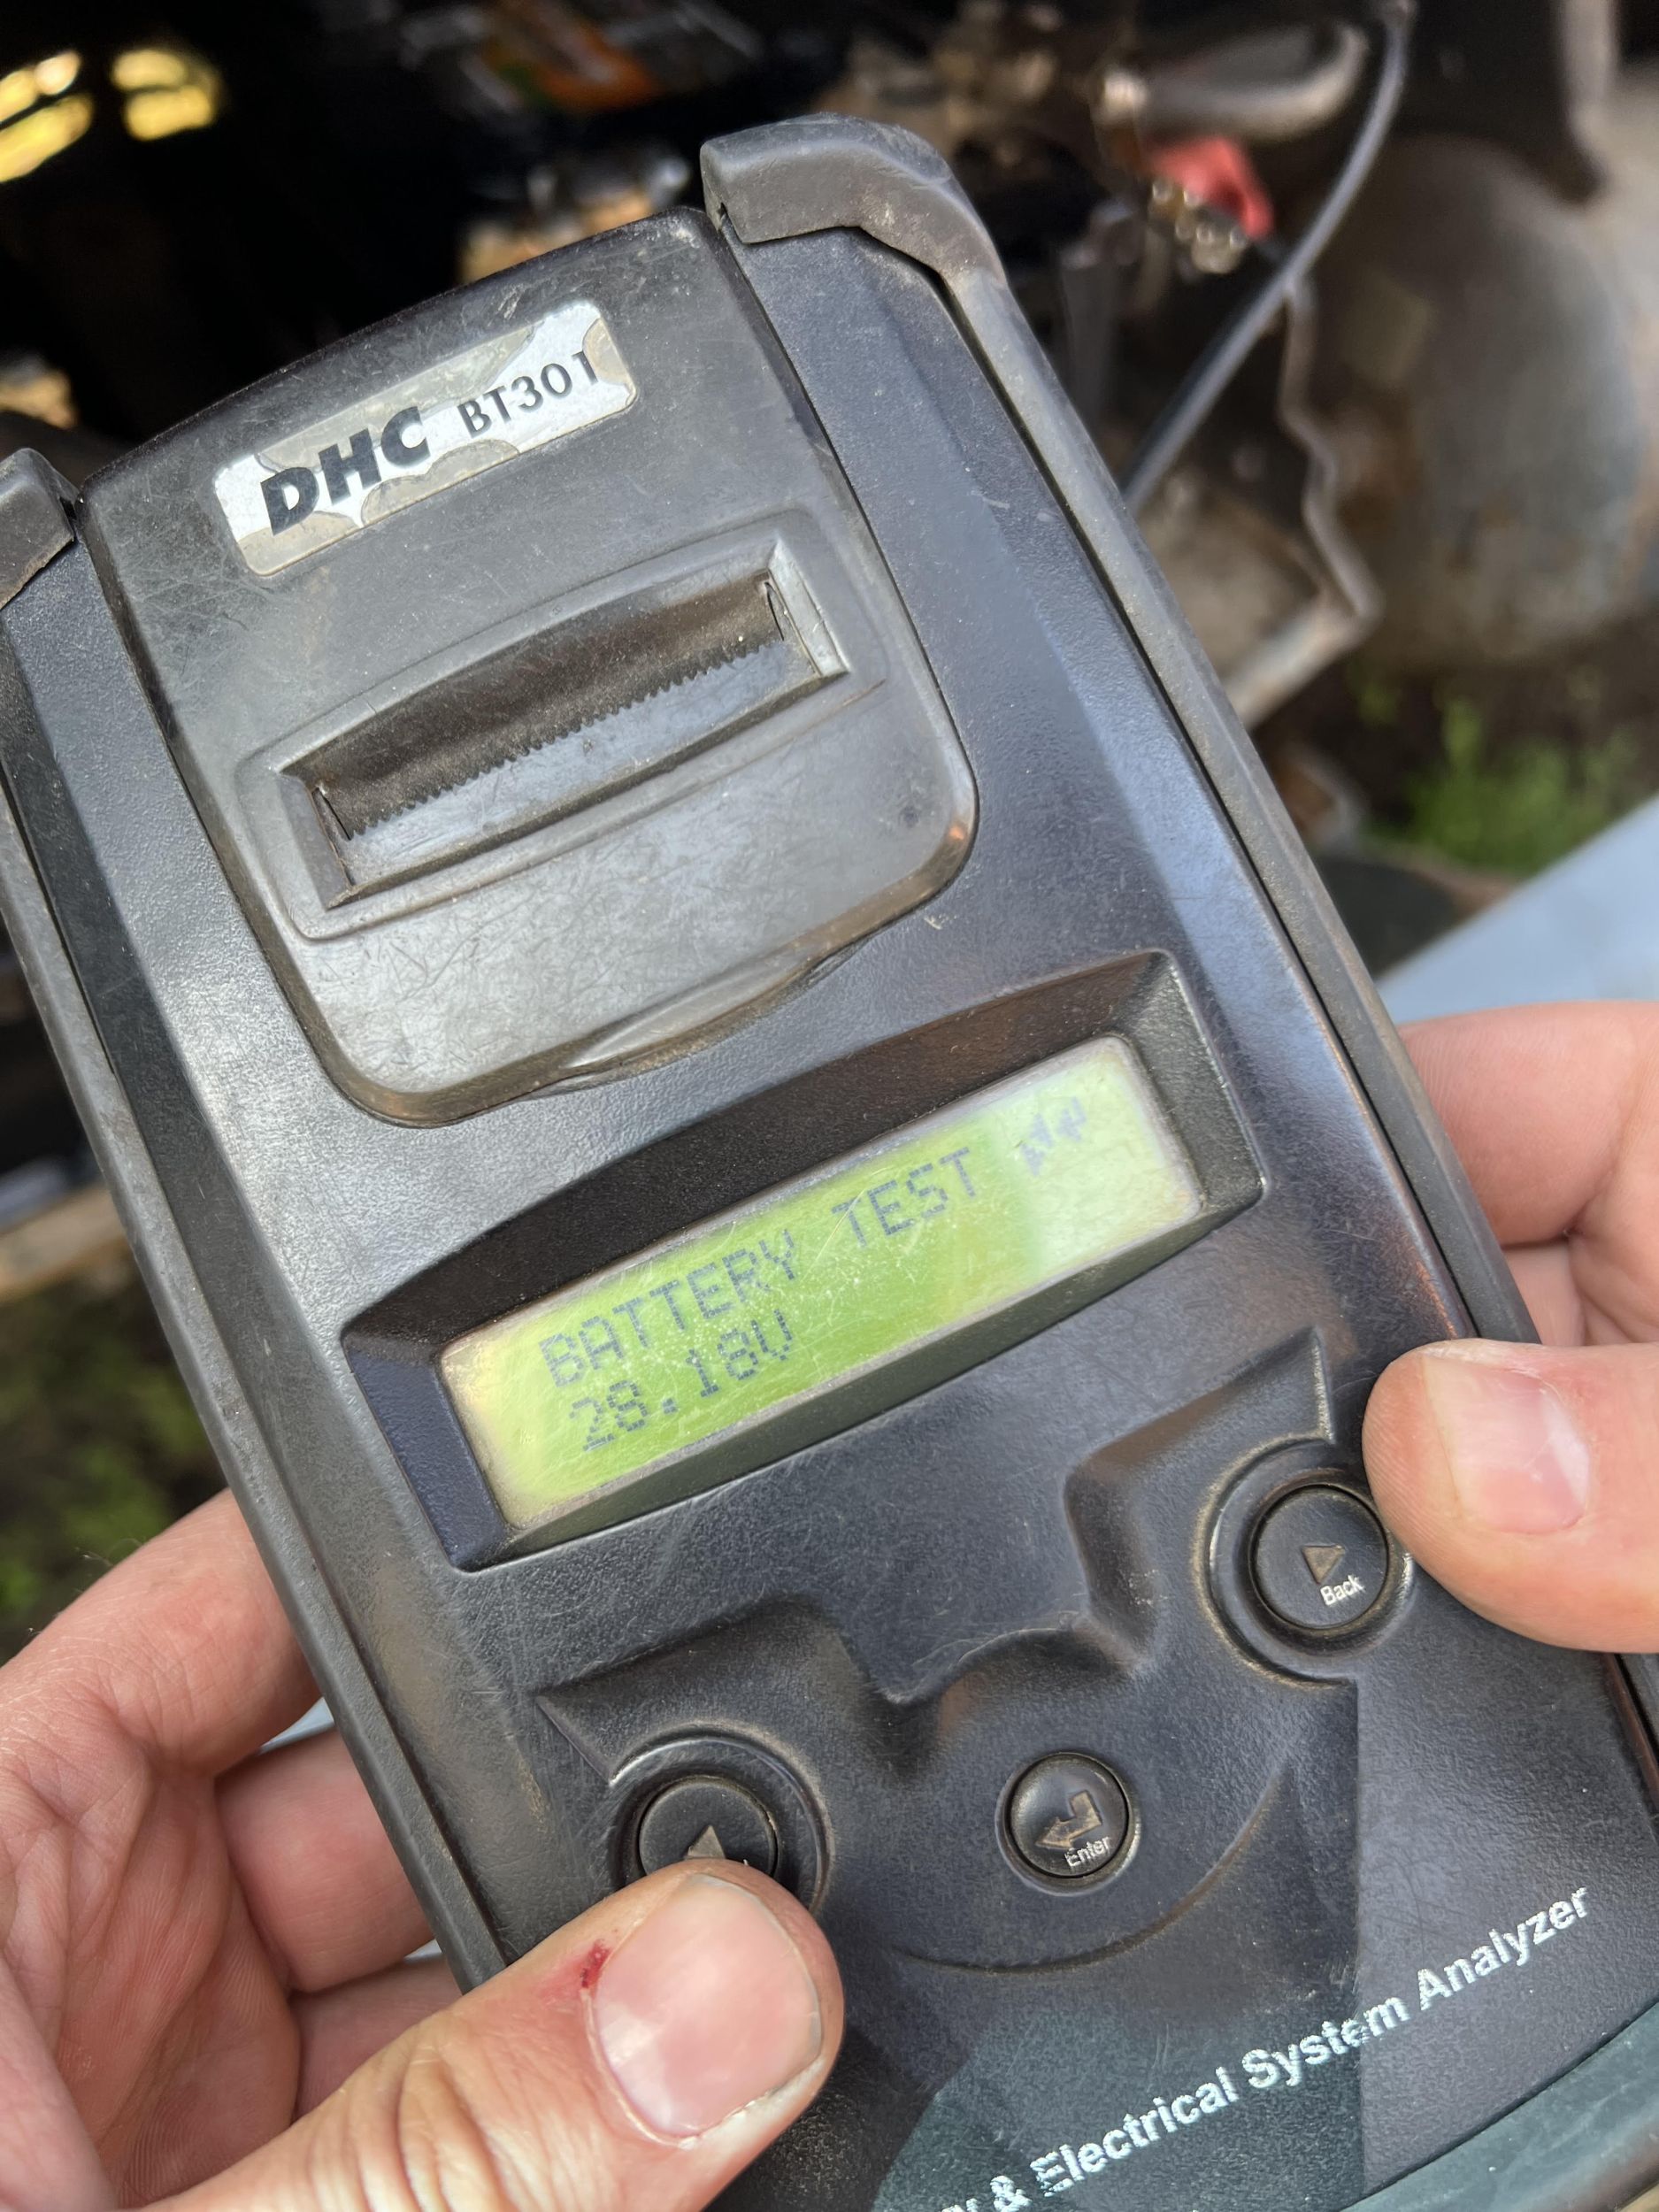 DHC BT301
BATTERY TEST
28.18V
Back
Enter
& Electrical System Analyzer